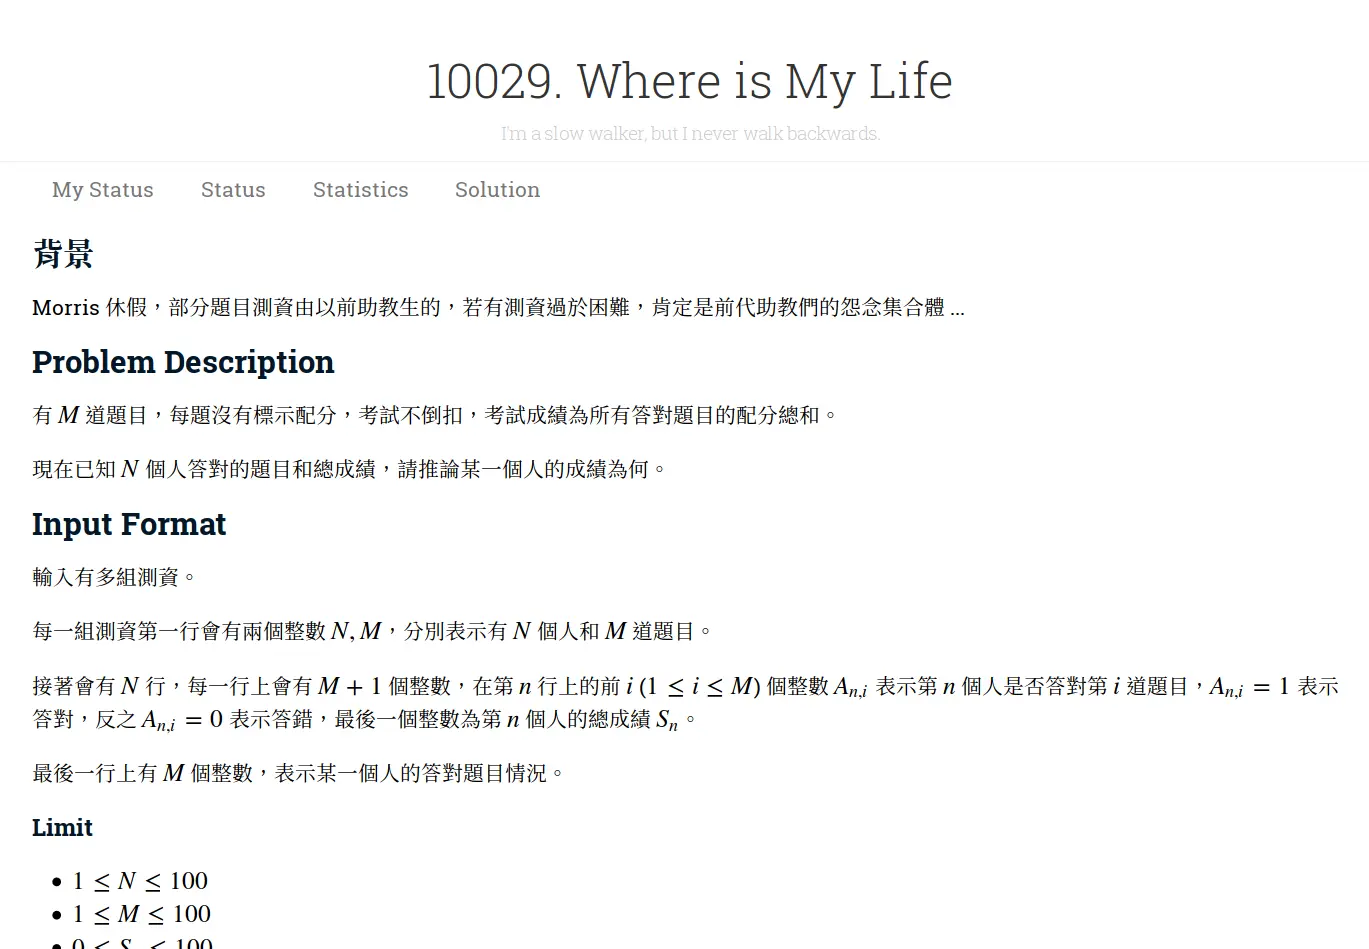 10029. Where is My Life
I'm a slow walker, but I never walk backwards.
My Status Status Statistics Solution
背景
Morris 休假，部分題目測資由以前助教生的，若有測資過於困難，肯定是前代助教們的怨念集合體 ...
Problem Description
有 M 道題目，每題沒有標示配分，考試不倒扣，考試成績為所有答對題目的配分總和。
現在已知 N 個人答對的題目和總成績，請推論某一個人的成績為何。
Input Format
輸入有多組測資。
每一組測資第一行會有兩個整數 N, M，分別表示有 N 個人和 M 道題目。
接著會有 N 行，每一行上會有 M + 1 個整數，在第 n 行上的前 i (1 ≤ i ≤ M) 個整數 A_{n,i} 表示第 n 個人是否答對第 i 道題目，A_{n,i} = 1 表示
答對，反之 A_{n,i} = 0 表示答錯，最後一個整數為第 n 個人的總成績 S_n。
最後一行上有 M 個整數，表示某一個人的答對題目情況。
Limit
• 1 ≤ N ≤ 100
• 1 ≤ M ≤ 100
• 0 ≤ S_n ≤ 100